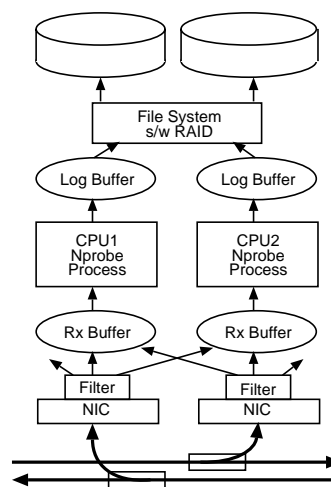 File System
s/w RAID
Log Buffer
Log Buffer
CPU1
Nprobe
Process
CPU2
Nprobe
Process
Rx Buffer
Rx Buffer
Filter
Filter
NIC
NIC